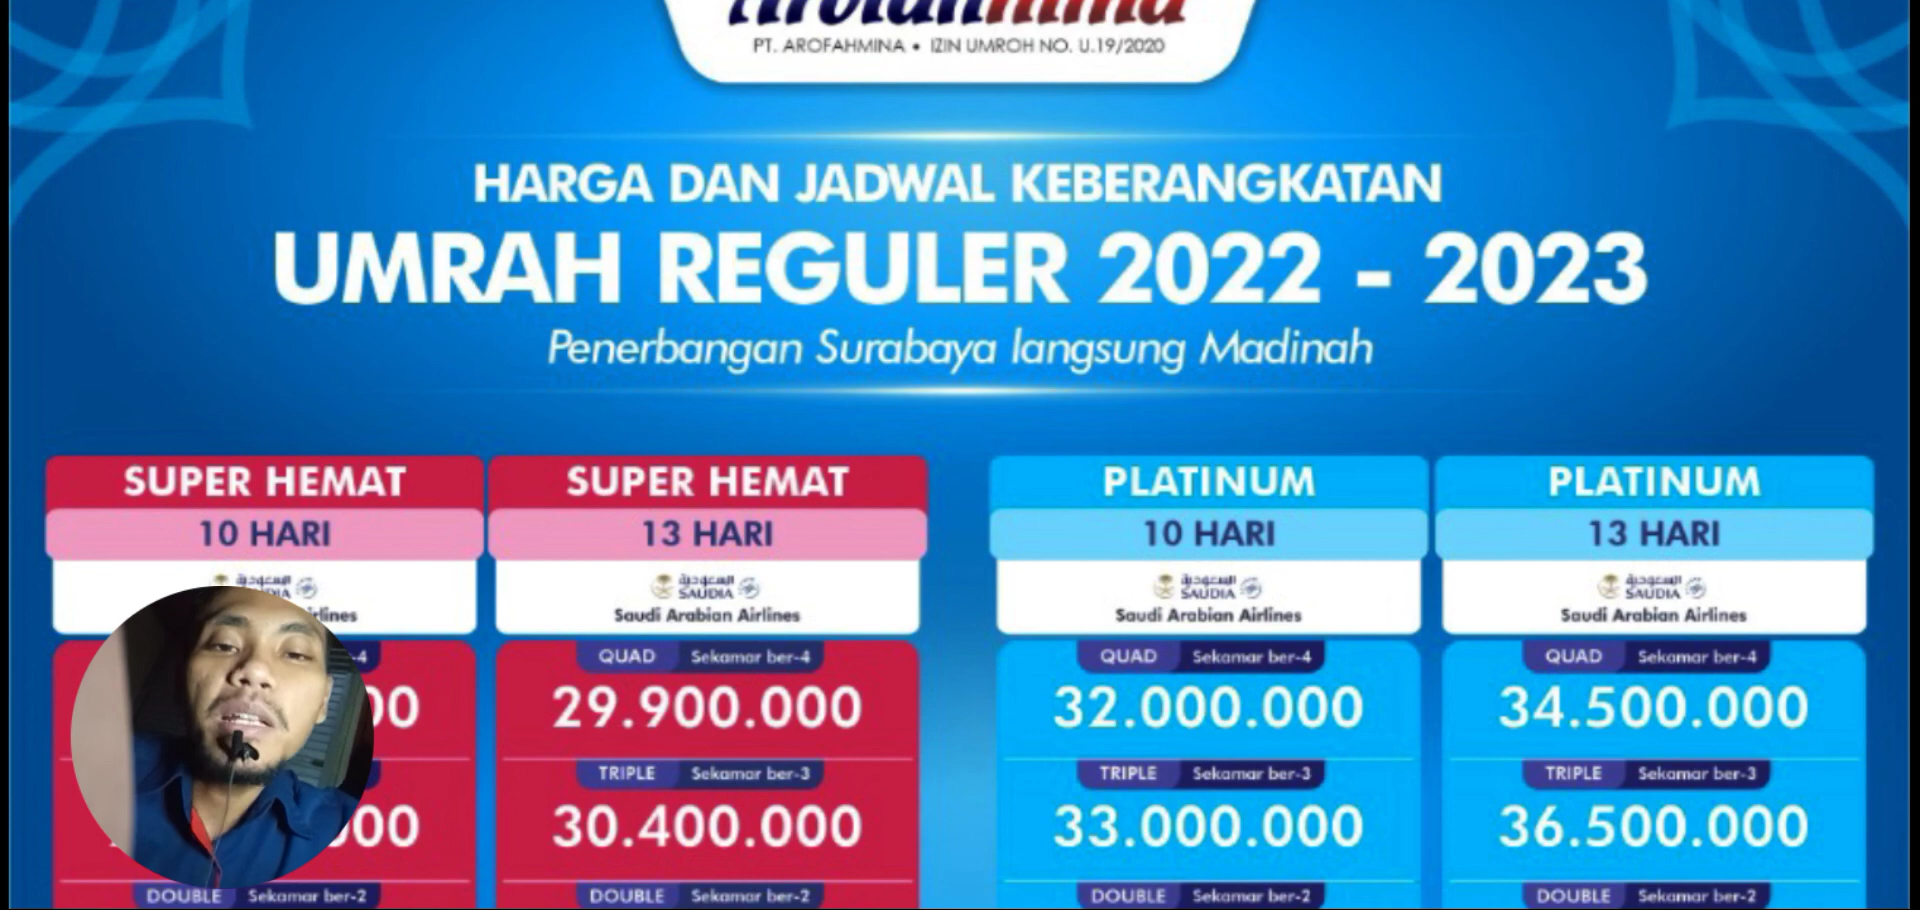 Arofahmina
PT. AROFAHMINA • IZIN UMROH NO. U.19/2020
HARGA DAN JADWAL KEBERANGKATAN
UMRAH REGULER 2022 - 2023
Penerbangan Surabaya langsung Madinah
SUPER HEMAT
10 HARI
SUPER HEMAT
13 HARI
السعودية
SAUDIA
Saudi Arabian Airlines
QUAD Sekamar ber-4
29.900.000
TRIPLE Sekamar ber-3
30.400.000
DOUBLE Sekamar ber-2
DOUBLE Sekamar ber-2
PLATINUM
10 HARI
السعودية
SAUDIA
Saudi Arabian Airlines
QUAD Sekamar ber-4
32.000.000
TRIPLE Sekamar ber-3
33.000.000
DOUBLE Sekamar ber-2
PLATINUM
13 HARI
السعودية
SAUDIA
Saudi Arabian Airlines
QUAD Sekamar ber-4
34.500.000
TRIPLE Sekamar ber-3
36.500.000
DOUBLE Sekamar ber-2